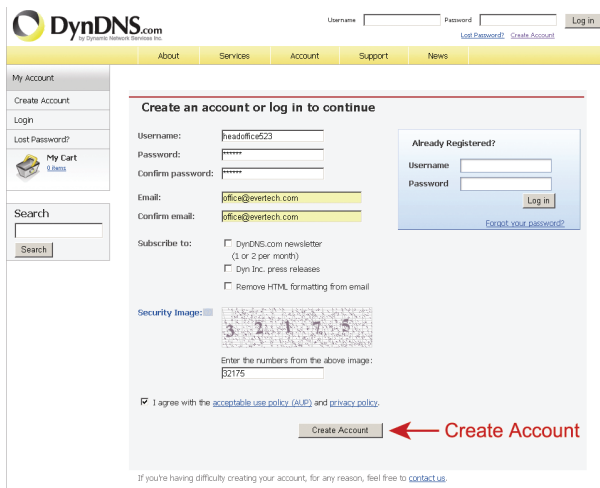 DynDNS.com
by Dynamic Network Services Inc.
Username Password Log in
Lost Password? Create Account
About Services Account Support News
My Account
Create Account
Login
Lost Password?
My Cart
0 items
Search
Search
Create an account or log in to continue
Username: headoffice523
Password: ******
Confirm password: ******
Email: office@evertech.com
Confirm email: office@evertech.com
Subscribe to: DynDNS.com newsletter
(1 or 2 per month)
Dyn Inc. press releases
Remove HTML formatting from email
Security Image:
3 2 1 7 5
Enter the numbers from the above image:
32175
I agree with the acceptable use policy (AUP) and privacy policy.
Create Account
Create Account
Already Registered?
Username
Password
Log in
Forgot your password?
If you're having difficulty creating your account, for any reason, feel free to contact us.